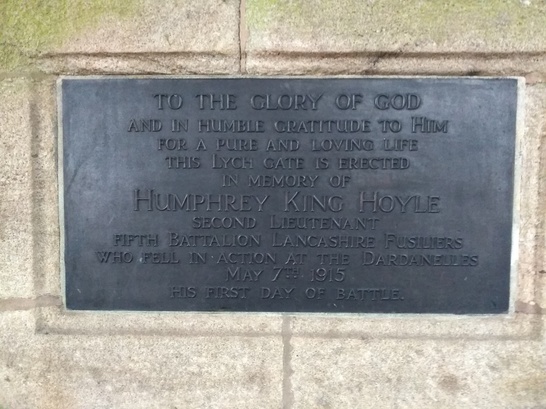 TO THE GLORY OF GOD
AND IN HUMBLE GRATITUDE TO HIM
FOR A PURE AND LOVING LIFE
THIS LYCH GATE IS ERECTED
IN MEMORY OF
HUMPHREY KING HOYLE
SECOND LIEUTENANT
FIFTH BATTALION LANCASHIRE FUSILIERS
WHO FELL IN ACTION AT THE DARDANELLES
MAY 7TH 1915
HIS FIRST DAY OF BATTLE.